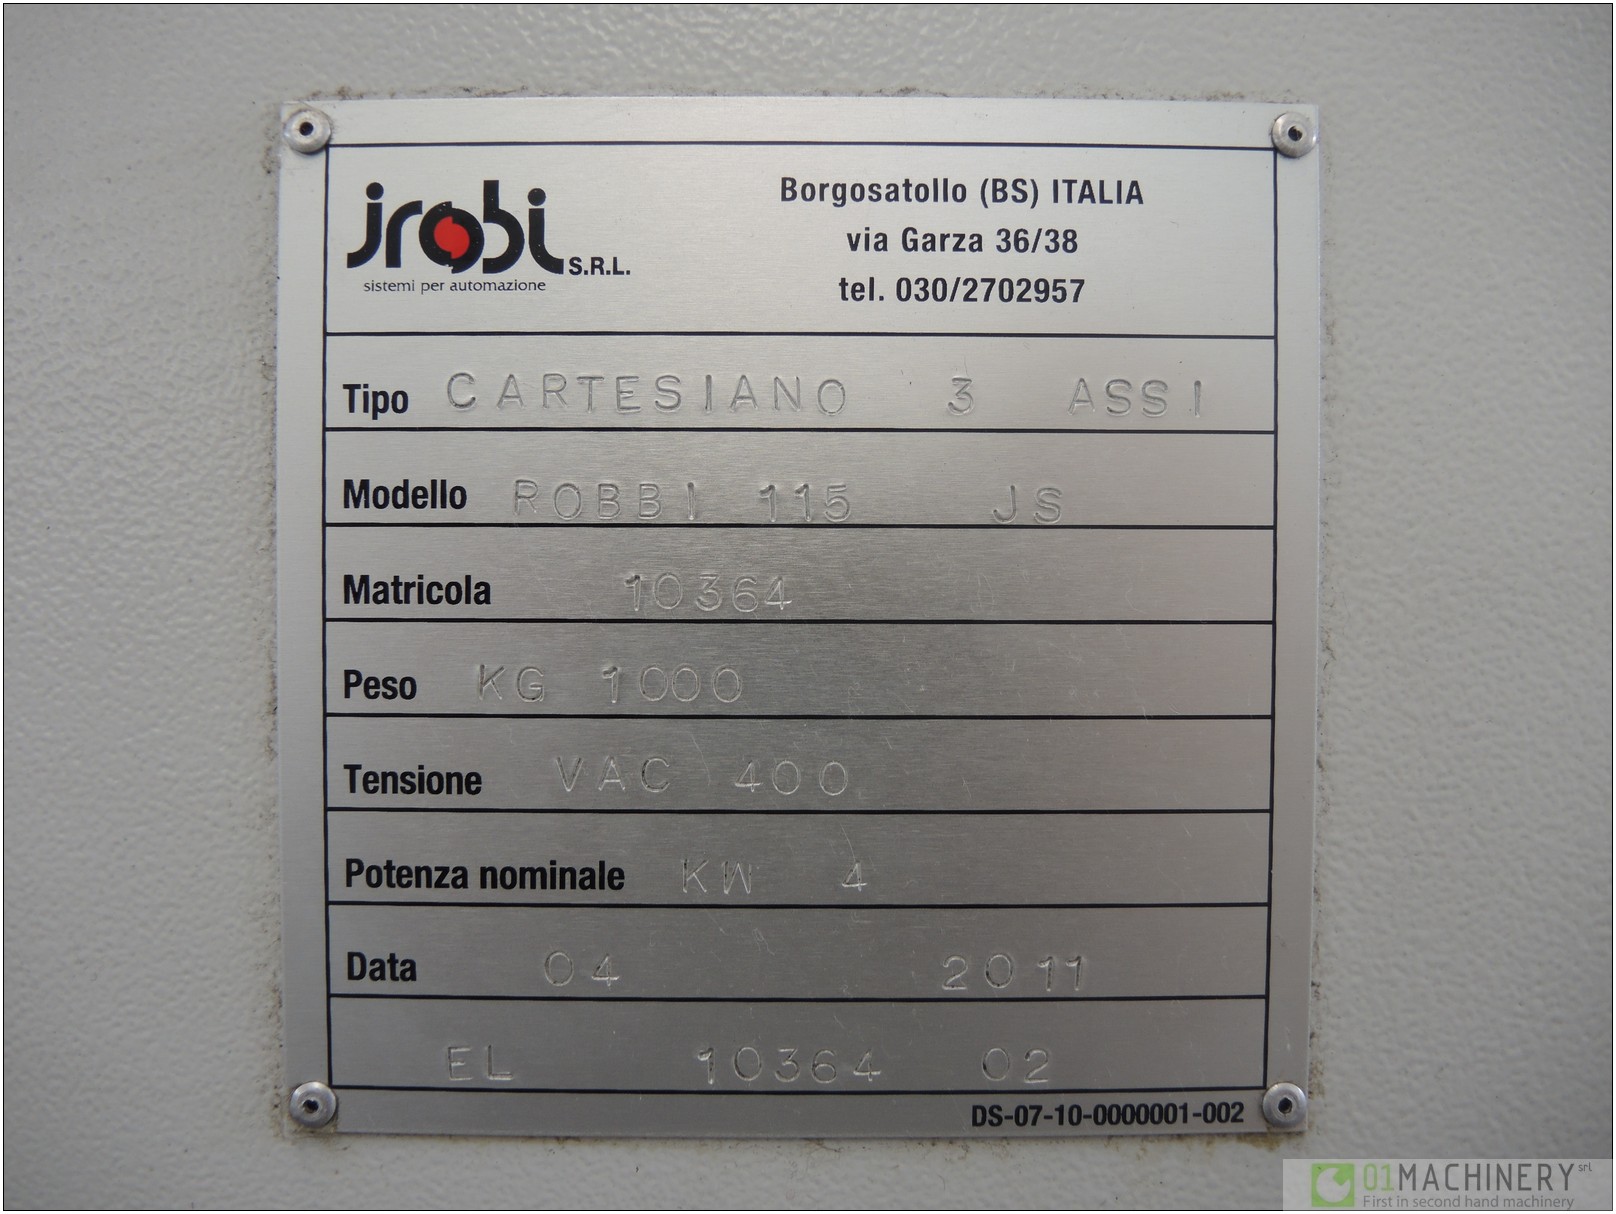 jrobi S.R.L.
sistemi per automazione
Borgosatollo (BS) ITALIA
via Garza 36/38
tel. 030/2702957
Tipo CARTESIANO 3 ASSI
Modello ROBBI 115 JS
Matricola 10364
Peso KG 1000
Tensione VAC 400
Potenza nominale KW 4
Data 04 2011
EL 10364 02
DS-07-10-0000001-002
01MACHINERY srl
First in second hand machinery